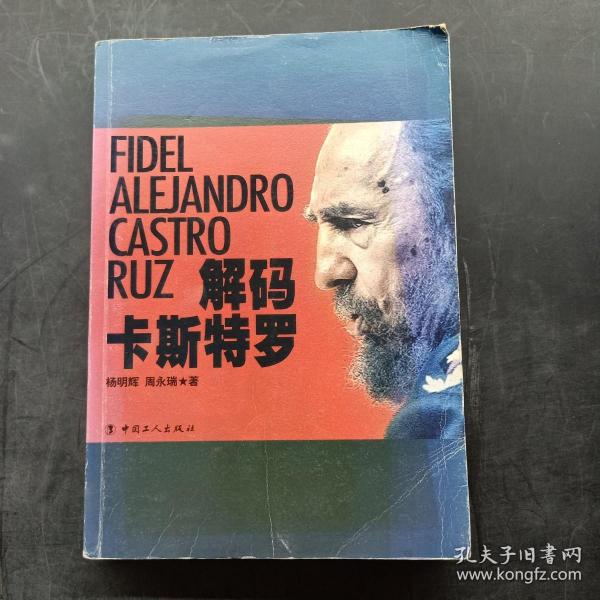 FIDEL
ALEJANDRO
CASTRO
RUZ 解码
卡斯特罗
杨明辉 周永瑞★著
中国工人出版社
孔夫子旧书网
www.kongfz.com